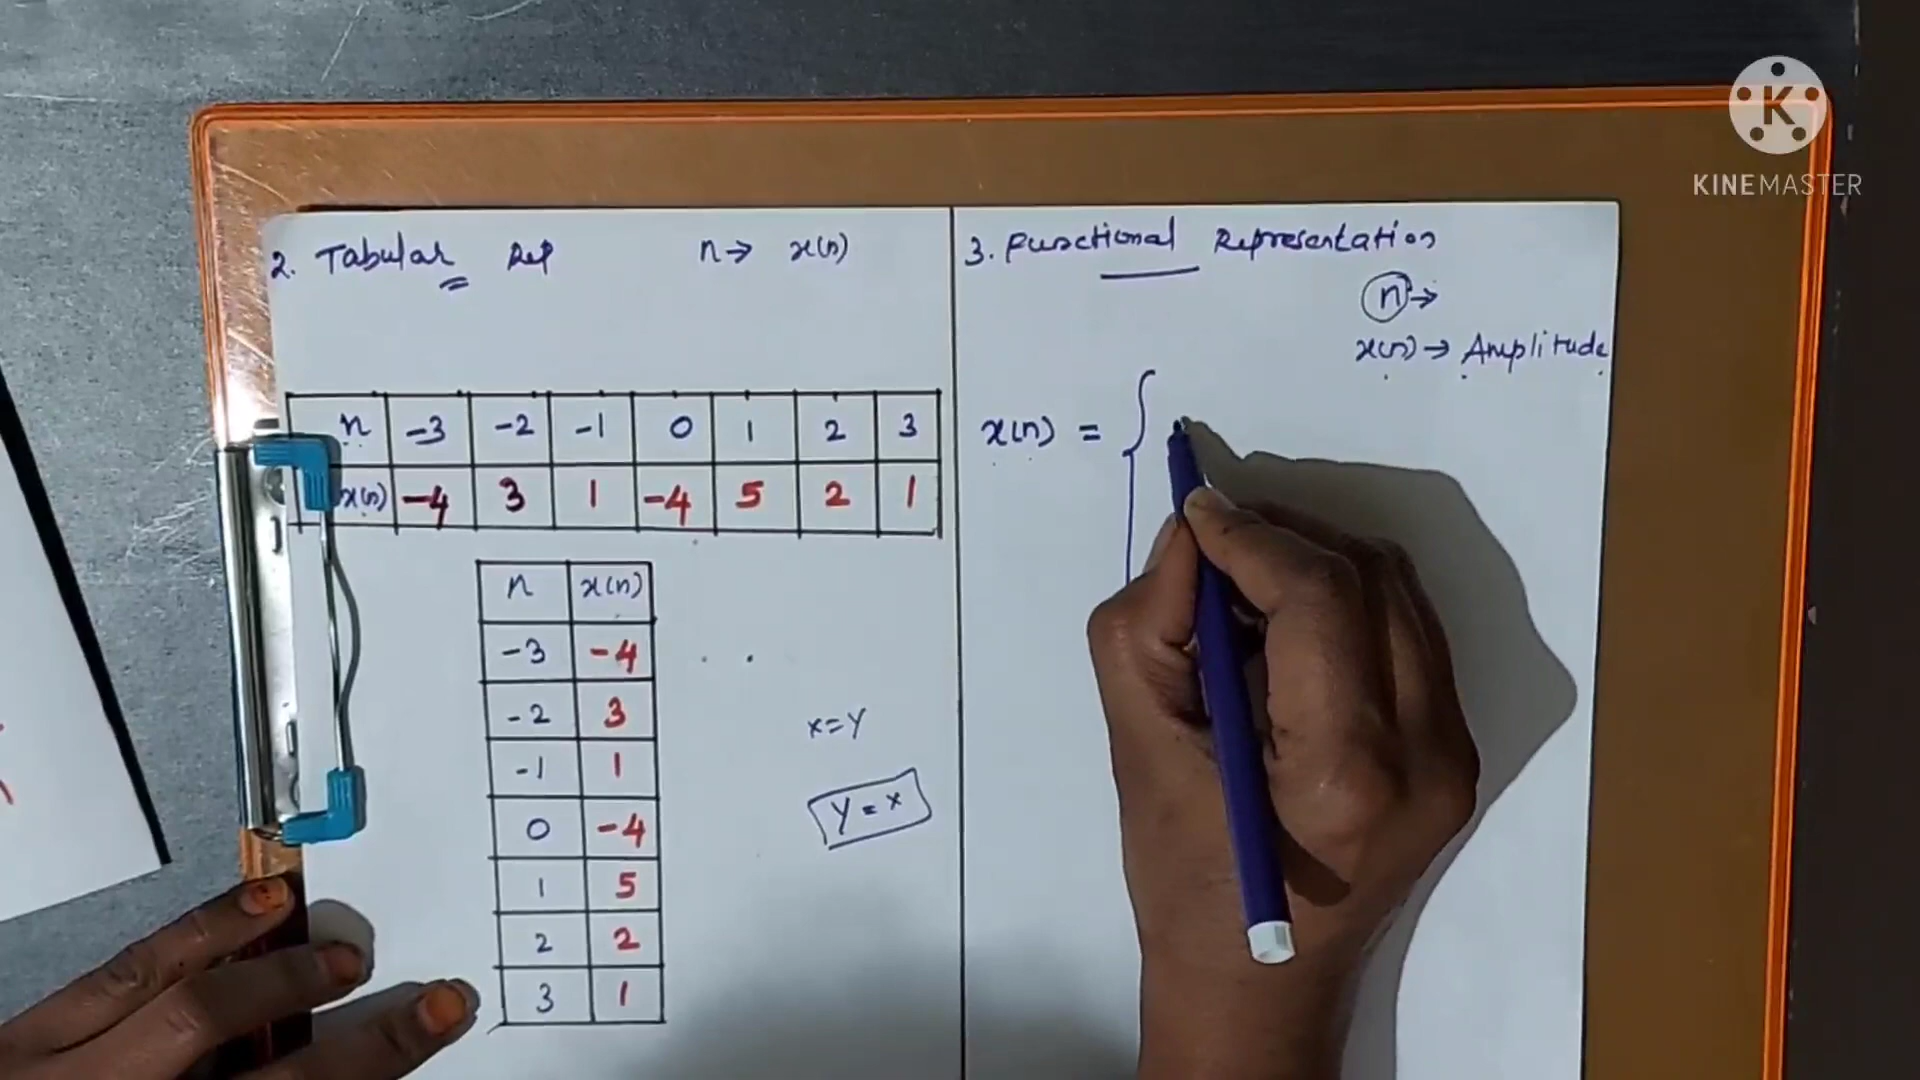 KINEMASTER
2. Tabular Rep n→ x(n)
n -3 -2 -1 0 1 2 3
x(n) -4 3 1 -4 5 2 1
n x(n)
-3 -4
-2 3
-1 1
0 -4
1 5
2 2
3 1
x=y
y=x
3. Functional Representation
n→
x(n)→ Amplitude
x(n) = {